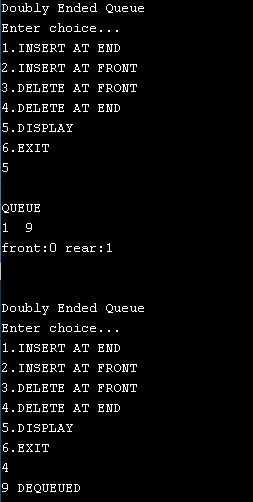 Doubly Ended Queue
Enter choice...
1.INSERT AT END
2.INSERT AT FRONT
3.DELETE AT FRONT
4.DELETE AT END
5.DISPLAY
6.EXIT
5
QUEUE
1  9
front:0 rear:1
Doubly Ended Queue
Enter choice...
1.INSERT AT END
2.INSERT AT FRONT
3.DELETE AT FRONT
4.DELETE AT END
5.DISPLAY
6.EXIT
4
9 DEQUEUED